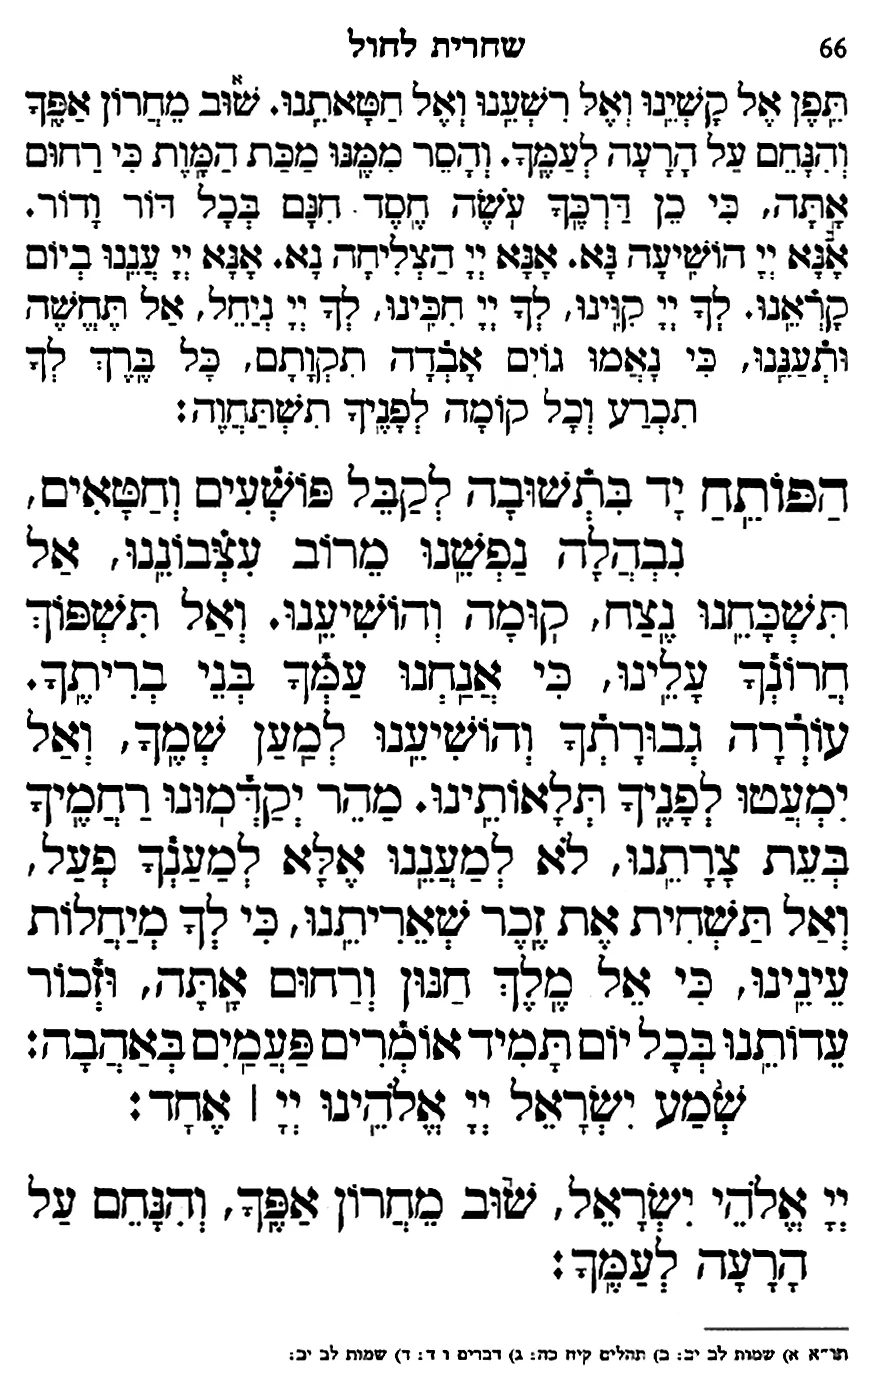 66 שחרית לחול
תֵּפֶן אֶל קָשְׁיֵנוּ וְאֶל רִשְׁעֵנוּ וְאֶל חַטָּאתֵנוּ. שׁוּב מֵחֲרוֹן אַפֶּךָ
וְהִנָּחֵם עַל הָרָעָה לְעַמֶּךָ. וְהָסֵר מִמֶּנּוּ מַכַּת הַמָּוֶת כִּי רַחוּם
אָתָּה, כִּי כֵן דַּרְכֶּךָ עֹשֶׂה חֶסֶד חִנָּם בְּכָל דּוֹר וָדוֹר.
אָנָּא יְיָ הוֹשִׁיעָה נָּא. אָנָּא יְיָ הַצְלִיחָה נָא. אָנָּא יְיָ עֲנֵנוּ בְיוֹם
קָרְאֵנוּ. לְךָ יְיָ קִוִּינוּ, לְךָ יְיָ חִכִּינוּ, לְךָ יְיָ נְיַחֵל, אַל תֶּחֱשֶׁה
וּתְעַנֵּנוּ, כִּי נָאֲמוּ גוֹיִם אָבְדָה תִקְוָתָם, כָּל בֶּרֶךְ לְךָ
תִכְרַע וְכָל קוֹמָה לְפָנֶיךָ תִשְׁתַּחֲוֶה:
הַפּוֹתֵחַ יָד בִּתְשׁוּבָה לְקַבֵּל פּוֹשְׁעִים וְחַטָּאִים,
נִבְהֲלָה נַפְשֵׁנוּ מֵרוֹב עִצְּבוֹנֵנוּ, אַל
תִּשְׁכָּחֵנוּ נֶצַח, קוּמָה וְהוֹשִׁיעֵנוּ. וְאַל תִּשְׁפּוֹךְ
חֲרוֹנְךָ עָלֵינוּ, כִּי אֲנַחְנוּ עַמְּךָ בְּנֵי בְרִיתֶךָ.
עוֹרְרָה גְבוּרָתְךָ וְהוֹשִׁיעֵנוּ לְמַעַן שְׁמֶךָ, וְאַל
יִמְעֲטוּ לְפָנֶיךָ תְּלָאוֹתֵינוּ. מַהֵר יְקַדְּמוּנוּ רַחֲמֶיךָ
בְּעֵת צָרָתֵנוּ, לֹא לְמַעֲנֵנוּ אֶלָּא לְמַעַנְךָ פְעַל,
וְאַל תַּשְׁחִית אֶת זֵכֶר שְׁאֵרִיתֵנוּ, כִּי לְךָ מְיַחֲלוֹת
עֵינֵינוּ, כִּי אֵל מֶלֶךְ חַנּוּן וְרַחוּם אָתָּה, וּזְכוֹר
עֵדוֹתֵנוּ בְּכָל יוֹם תָּמִיד אוֹמְרִים פַּעֲמַיִם בְּאַהֲבָה:
שְׁמַע יִשְׂרָאֵל יְיָ אֱלֹהֵינוּ יְיָ | אֶחָד:
יְיָ אֱלֹהֵי יִשְׂרָאֵל, שׁוּב מֵחֲרוֹן אַפֶּךָ, וְהִנָּחֵם עַל
הָרָעָה לְעַמֶּךָ:
תו״א א) שמות לב יב: ב) תהלים קיח כה: ג) דברים ו ד: ד) שמות לב יב: